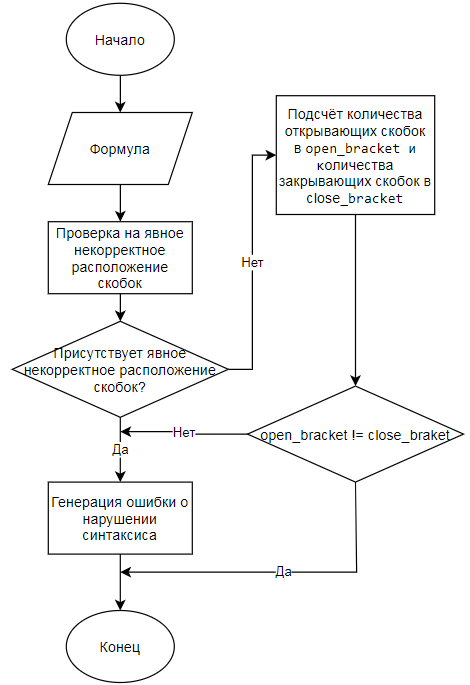 Начало
Формула
Проверка на явное
некорректное
расположение
скобок
Присутствует явное
некорректное расположение
скобок?
Нет
Подсчёт количества
открывающих скобок
в open_bracket и
количества
закрывающих скобок в
close_bracket
open_bracket != close_braket
Нет
Да
Генерация ошибки о
нарушении
синтаксиса
Да
Конец